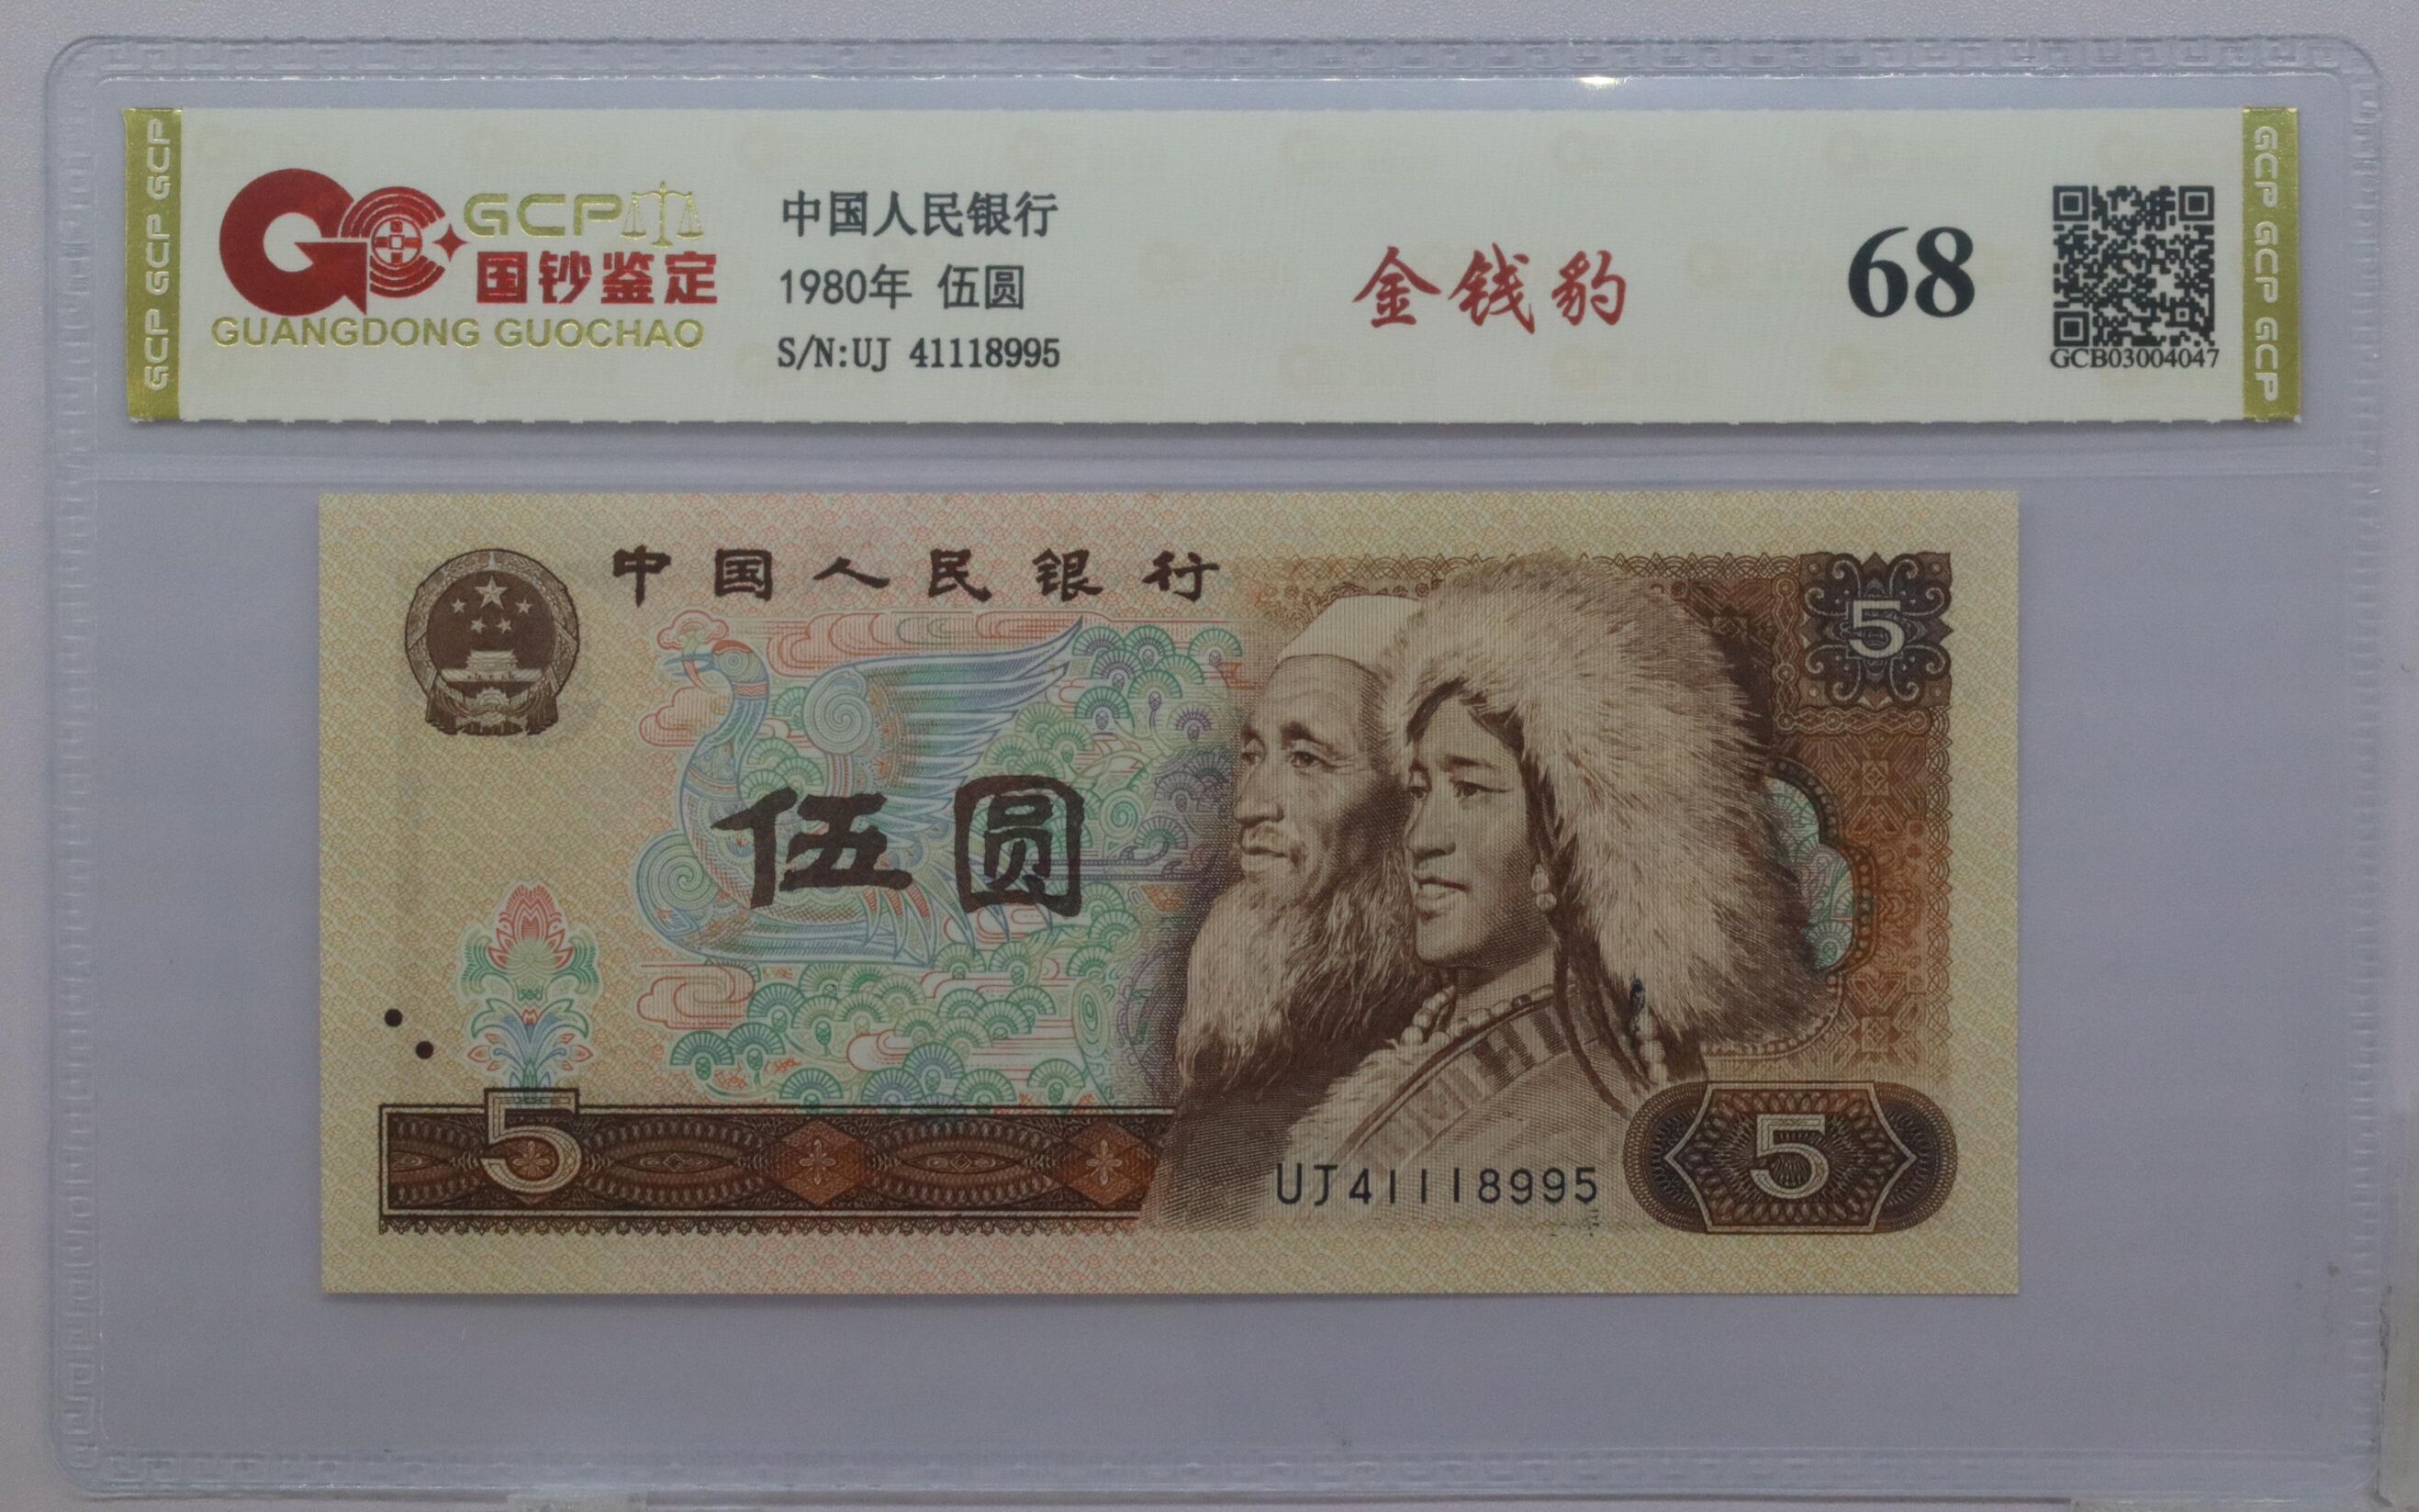 GCP GCP GCP GCP
GCP
国钞鉴定
GUANGDONG GUOCHAO
中国人民银行
1980年 伍圆
S/N:UJ 41118995
金钱豹
68
GCB03004047
GCP GCP GCP GCP
中国人民银行
5
伍圆
5
UJ41118995
5